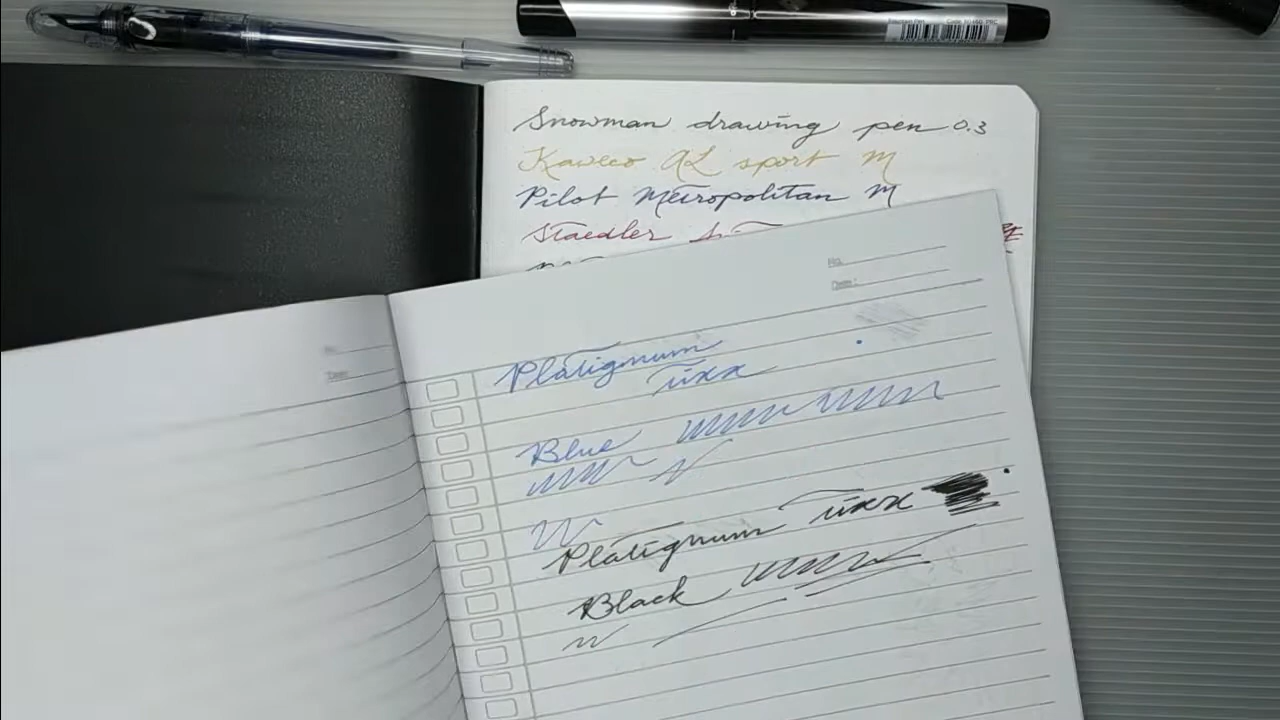 Snowman drawing pen 0.3
Kaweco AL sport M
Pilot Metropolitan M
Staedler
No.
Date :
No.
Date
Platignum
Tixx
Blue
Platignum Tixx
Black